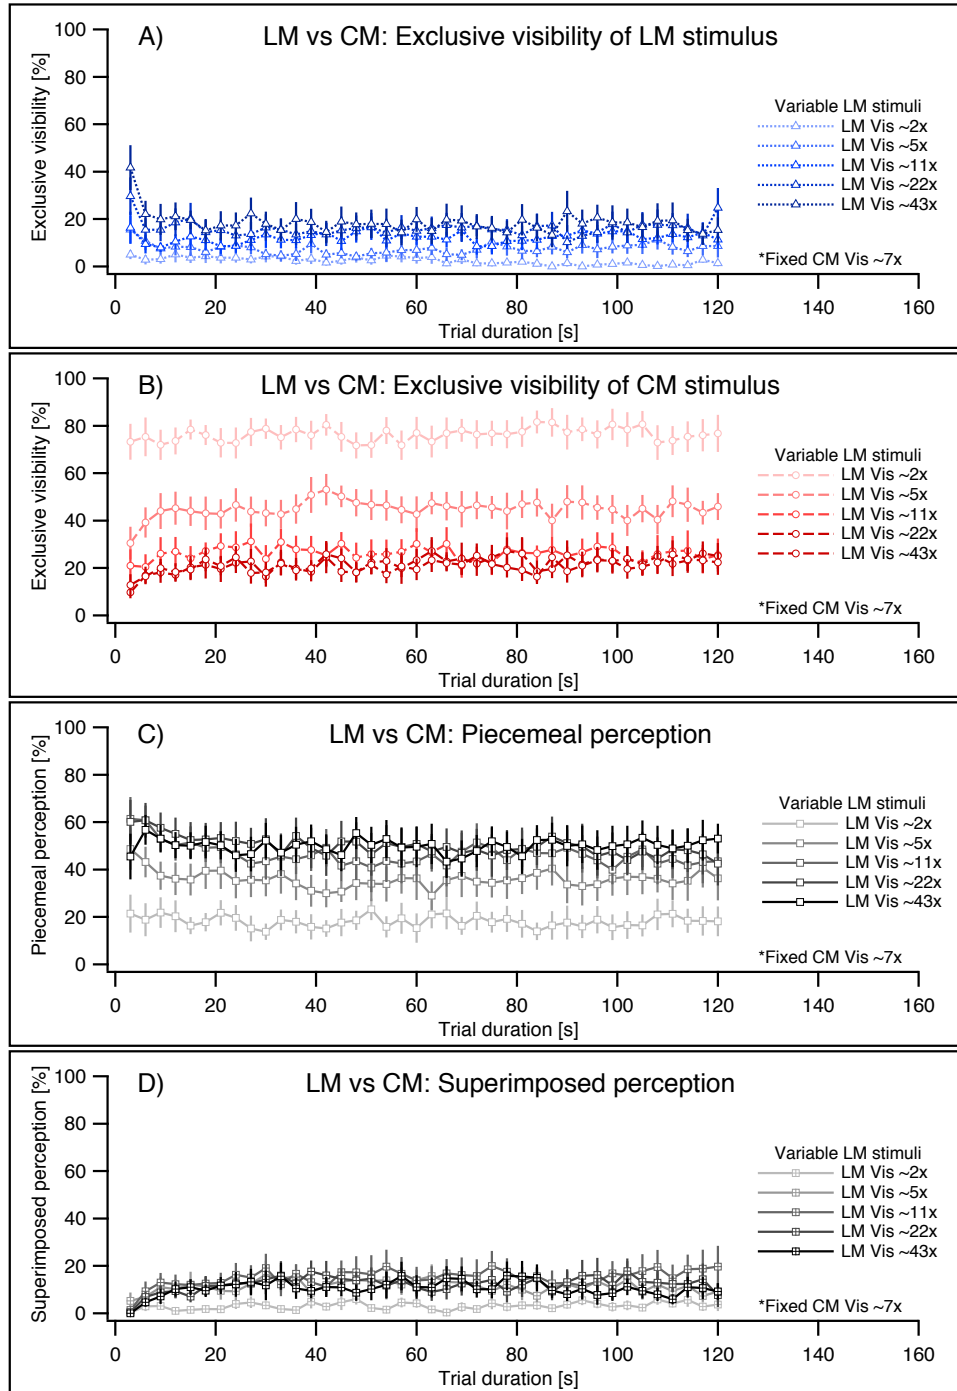 A) LM vs CM: Exclusive visibility of LM stimulus
Exclusive visibility [%]
100
80
60
40
20
0
Variable LM stimuli
LM Vis ~2x
LM Vis ~5x
LM Vis ~11x
LM Vis ~22x
LM Vis ~43x
*Fixed CM Vis ~7x
0 20 40 60 80 100 120 140 160
Trial duration [s]
B) LM vs CM: Exclusive visibility of CM stimulus
Exclusive visibility [%]
100
80
60
40
20
0
Variable LM stimuli
LM Vis ~2x
LM Vis ~5x
LM Vis ~11x
LM Vis ~22x
LM Vis ~43x
*Fixed CM Vis ~7x
0 20 40 60 80 100 120 140 160
Trial duration [s]
C) LM vs CM: Piecemeal perception
Piecemeal perception [%]
100
80
60
40
20
0
Variable LM stimuli
LM Vis ~2x
LM Vis ~5x
LM Vis ~11x
LM Vis ~22x
LM Vis ~43x
*Fixed CM Vis ~7x
0 20 40 60 80 100 120 140 160
Trial duration [s]
D) LM vs CM: Superimposed perception
Superimposed perception [%]
100
80
60
40
20
0
Variable LM stimuli
LM Vis ~2x
LM Vis ~5x
LM Vis ~11x
LM Vis ~22x
LM Vis ~43x
*Fixed CM Vis ~7x
0 20 40 60 80 100 120 140 160
Trial duration [s]